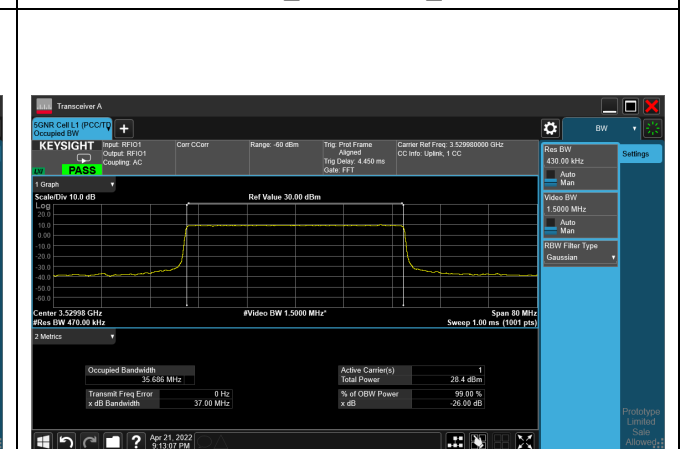 Transceiver A
5GNR Cell L1 (PCC/TD
Occupied BW
+
KEYSIGHT
Input: RFIO1
Output: RFIO1
Coupling: AC
Corr CCorr
Range: -60 dBm
Trig: Prot Frame
Aligned
Trig Delay: 4.450 ms
Gate: FFT
Carrier Ref Freq: 3.529980000 GHz
CC Info: Uplink, 1 CC
PASS
1 Graph
Scale/Div 10.0 dB
Ref Value 30.00 dBm
Log
20.0
10.0
0.00
-10.0
-20.0
-30.0
-40.0
-50.0
-60.0
Center 3.52998 GHz
#Video BW 1.5000 MHz*
Span 80 MHz
#Res BW 470.00 kHz
Sweep 1.00 ms (1001 pts)
2 Metrics
Occupied Bandwidth
35.686 MHz
Transmit Freq Error 0 Hz
x dB Bandwidth 37.00 MHz
Active Carrier(s) 1
Total Power 28.4 dBm
% of OBW Power 99.00 %
x dB -26.00 dB
Apr 21, 2022
9:13:07 PM
BW
Res BW
430.00 kHz
Auto
Man
Video BW
1.5000 MHz
Auto
Man
RBW Filter Type
Gaussian
Settings
Prototype
Limited
Sale
Allowed